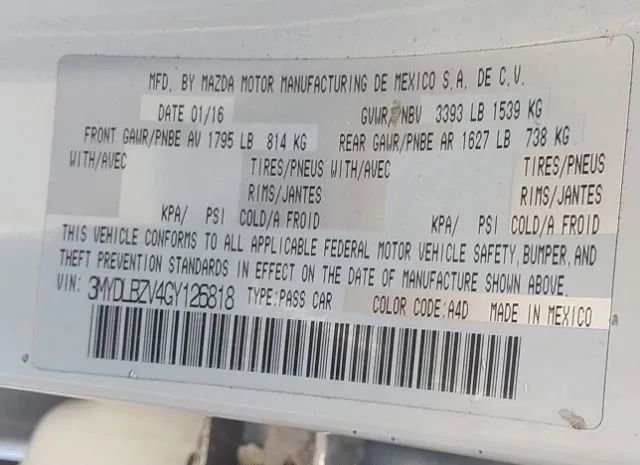 MFD. BY MAZDA MOTOR MANUFACTURING DE MEXICO S.A. DE C.V.
DATE 01/16 GVWR/PNBV 3393 LB 1539 KG
FRONT GAWR/PNBE AV 1795 LB 814 KG REAR GAWR/PNBE AR 1627 LB 738 KG
WITH/AVEC TIRES/PNEUS WITH/AVEC TIRES/PNEUS
RIMS/JANTES RIMS/JANTES
KPA/ PSI COLD/A FROID KPA/ PSI COLD/A FROID
THIS VEHICLE CONFORMS TO ALL APPLICABLE FEDERAL MOTOR VEHICLE SAFETY, BUMPER, AND
THEFT PREVENTION STANDARDS IN EFFECT ON THE DATE OF MANUFACTURE SHOWN ABOVE.
VIN: 3MYDLBZV4GY126818 TYPE:PASS CAR COLOR CODE:A4D MADE IN MEXICO